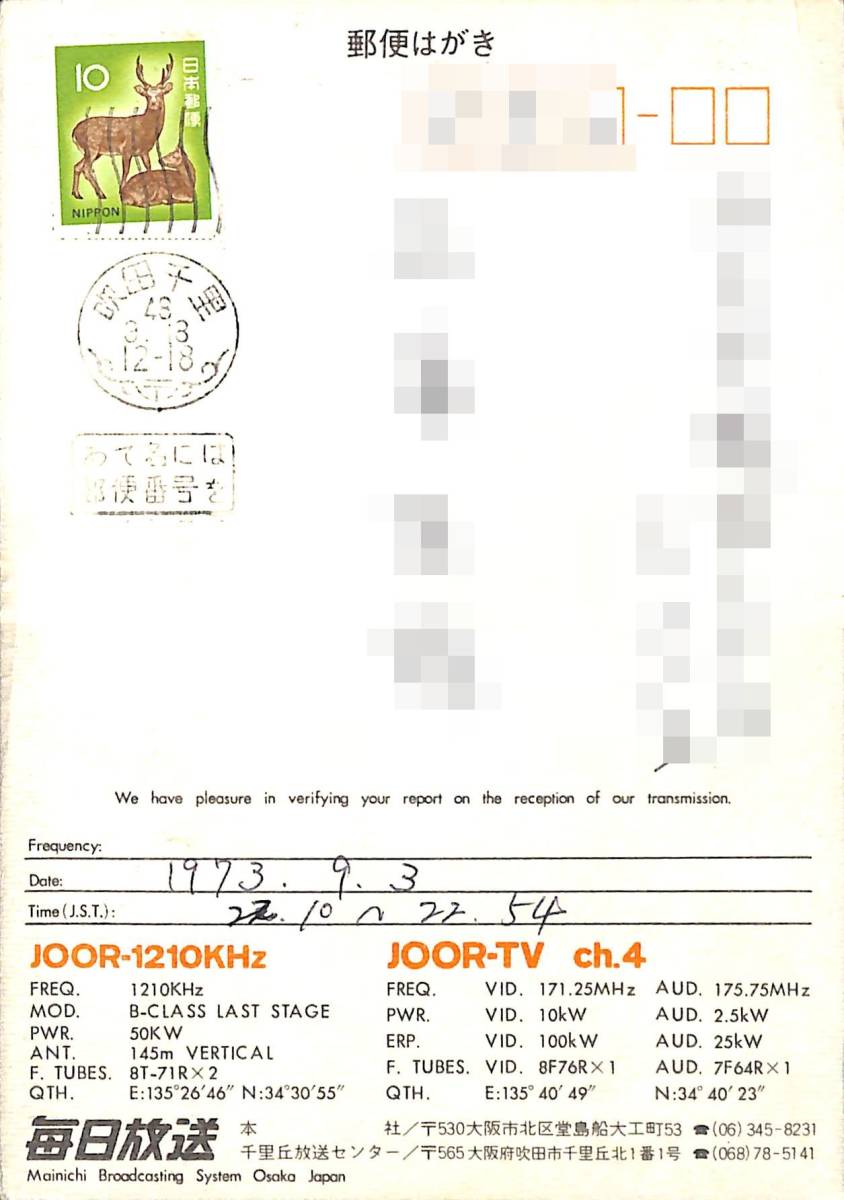 郵便はがき
10
日本郵便
NIPPON
吹田千里
48
12-18
あて名には
郵便番号を
We have pleasure in verifying your report on the reception of our transmission.
Frequency:
Date: 1973. 9. 3
Time (J.S.T.): 22.10 ~ 22.54
JOOR-1210KHz
FREQ. 1210KHz
MOD. B-CLASS LAST STAGE
PWR. 50KW
ANT. 145m VERTICAL
F. TUBES. 8T-71R×2
QTH. E:135°26′46″ N:34°30′55″
JOOR-TV ch.4
FREQ. VID. 171.25MHz AUD. 175.75MHz
PWR. VID. 10kW AUD. 2.5kW
ERP. VID. 100kW AUD. 25kW
F. TUBES. VID. 8F76R×1 AUD. 7F64R×1
QTH. E:135°40′49″ N:34°40′23″
毎日放送
Mainichi Broadcasting System Osaka Japan
本 社/〒530大阪市北区堂島船大工町53 ☎(06)345-8231
千里丘放送センター/〒565大阪府吹田市千里丘北1番1号 ☎(068)78-5141